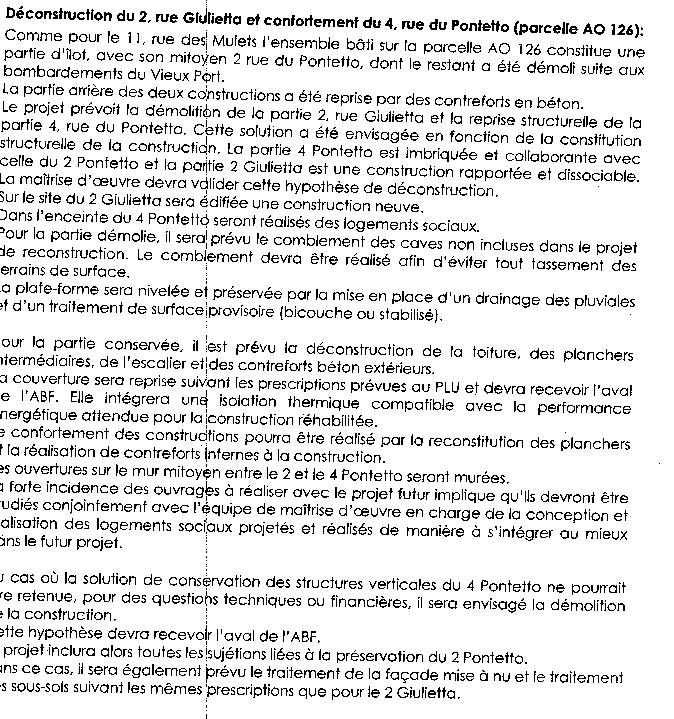 Déconstruction du 2, rue Giulietta et confortement du 4, rue du Pontetto (parcelle AO 126):
Comme pour le 11, rue des Mulets l'ensemble bâti sur la parcelle AO 126 constitue une
partie d'îlot, avec son mitoyen 2 rue du Pontetto, dont le restant a été démoli suite aux
bombardements du Vieux Port.
La partie arrière des deux constructions a été reprise par des contreforts en béton.
Le projet prévoit la démolition de la partie 2, rue Giulietta et la reprise structurelle de la
partie 4, rue du Pontetto. Cette solution a été envisagée en fonction de la constitution
structurelle de la construction. La partie 4 Pontetto est imbriquée et collaborante avec
celle du 2 Pontetto et la partie 2 Giulietta est une construction rapportée et dissociable.
La maîtrise d'œuvre devra valider cette hypothèse de déconstruction.
Sur le site du 2 Giulietta sera édifiée une construction neuve.
Dans l'enceinte du 4 Pontetto seront réalisés des logements sociaux.
Pour la partie démolie, il sera prévu le comblement des caves non incluses dans le projet
de reconstruction. Le comblement devra être réalisé afin d'éviter tout tassement des
errains de surface.
a plate-forme sera nivelée et préservée par la mise en place d'un drainage des pluviales
et d'un traitement de surface provisoire (bicouche ou stabilisé).
our la partie conservée, il est prévu la déconstruction de la toiture, des planchers
ntermédiaires, de l'escalier et des contreforts béton extérieurs.
a couverture sera reprise suivant les prescriptions prévues au PLU et devra recevoir l'aval
e l'ABF. Elle intégrera une isolation thermique compatible avec la performance
nergétique attendue pour la construction réhabilitée.
e confortement des constructions pourra être réalisé par la reconstitution des planchers
t la réalisation de contreforts internes à la construction.
es ouvertures sur le mur mitoyen entre le 2 et le 4 Pontetto seront murées.
a forte incidence des ouvrages à réaliser avec le projet futur implique qu'ils devront être
udiés conjointement avec l'équipe de maîtrise d'œuvre en charge de la conception et
alisation des logements sociaux projetés et réalisés de manière à s'intégrer au mieux
ans le futur projet.
u cas où la solution de conservation des structures verticales du 4 Pontetto ne pourrait
re retenue, pour des questions techniques ou financières, il sera envisagé la démolition
e la construction.
ette hypothèse devra recevoir l'aval de l'ABF.
projet inclura alors toutes les sujétions liées à la préservation du 2 Pontetto.
ans ce cas, il sera également prévu le traitement de la façade mise à nu et le traitement
s sous-sols suivant les mêmes prescriptions que pour le 2 Giulietta.